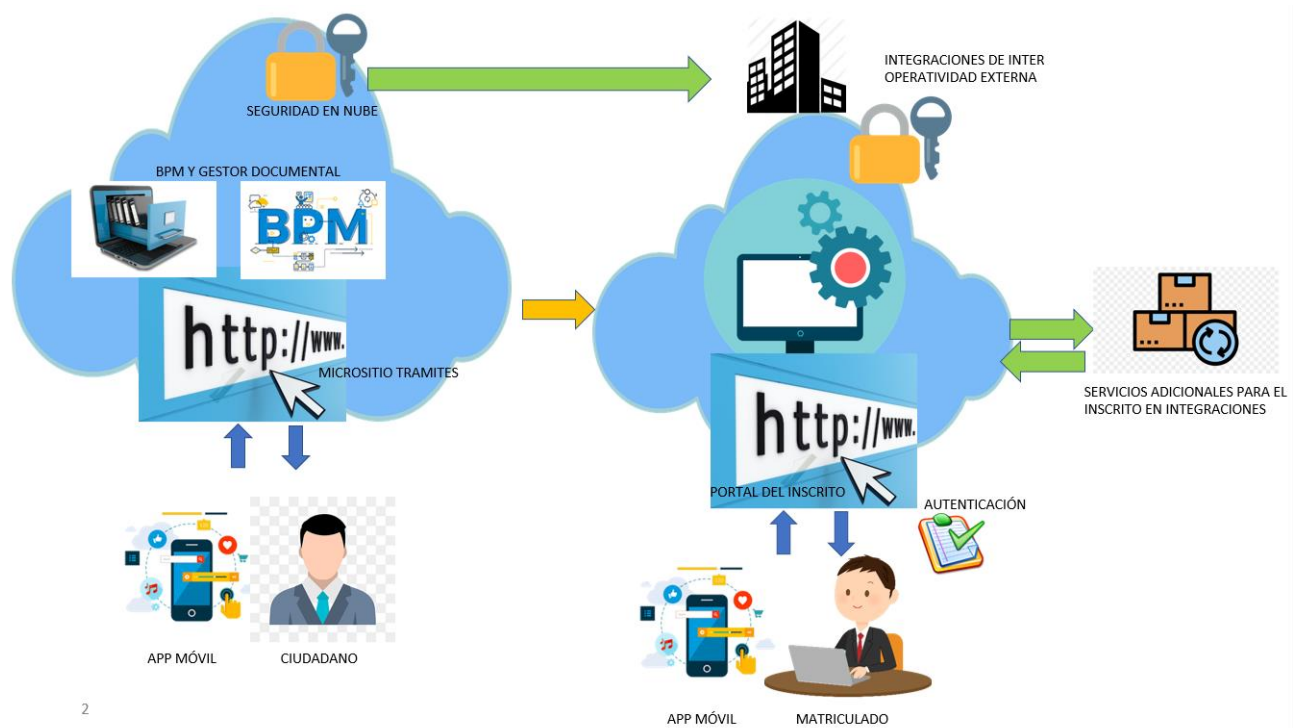 SEGURIDAD EN NUBE
INTEGRACIONES DE INTER
OPERATIVIDAD EXTERNA
BPM Y GESTOR DOCUMENTAL
BPM
http://www.
MICROSITIO TRAMITES
http://www.
PORTAL DEL INSCRITO
SERVICIOS ADICIONALES PARA EL
INSCRITO EN INTEGRACIONES
AUTENTICACIÓN
APP MÓVIL
CIUDADANO
APP MÓVIL
MATRICULADO
2